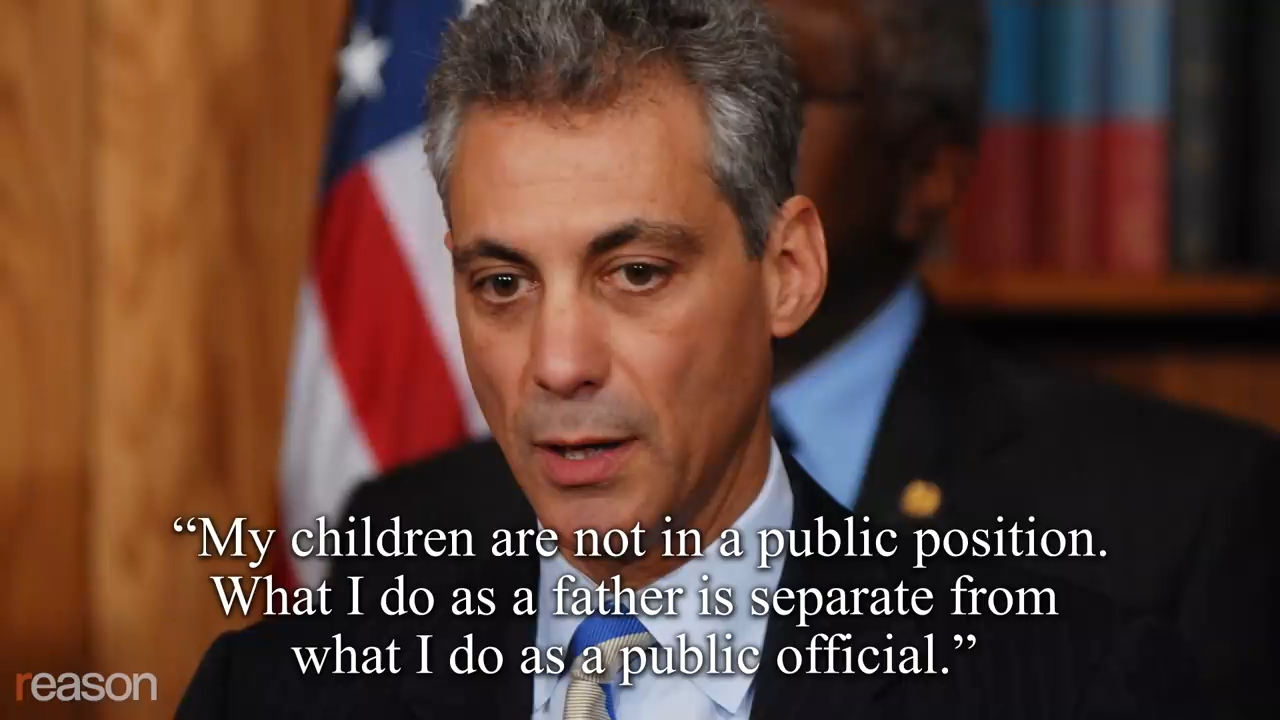 “My children are not in a public position.
What I do as a father is separate from
what I do as a public official.”
reason